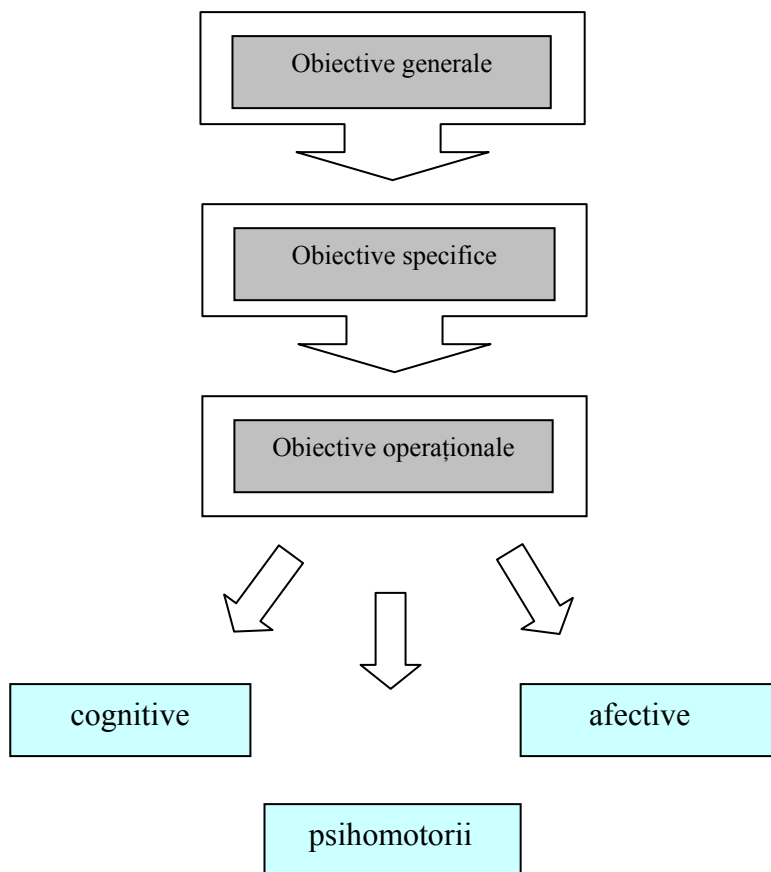 Obiective generale
Obiective specifice
Obiective operaționale
cognitive
afective
psihomotorii